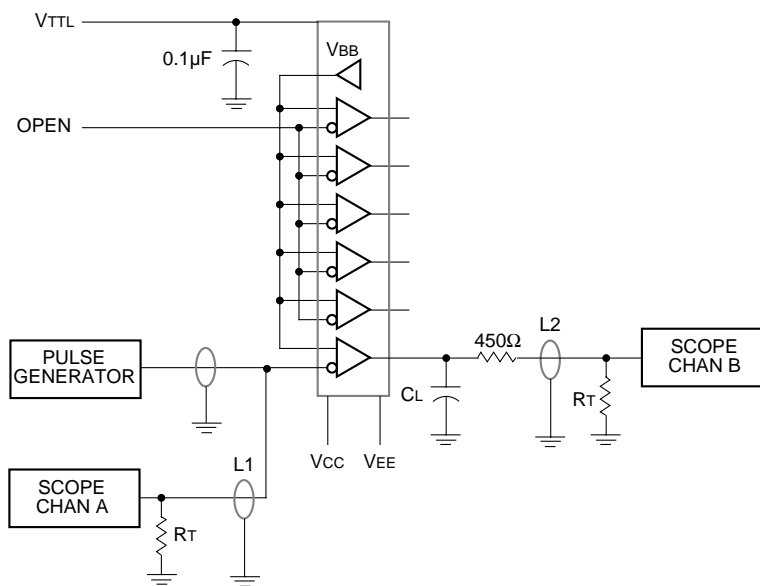 VTTL
0.1µF
VBB
OPEN
PULSE
GENERATOR
450Ω
L2
SCOPE
CHAN B
CL
RT
VCC
VEE
L1
SCOPE
CHAN A
RT